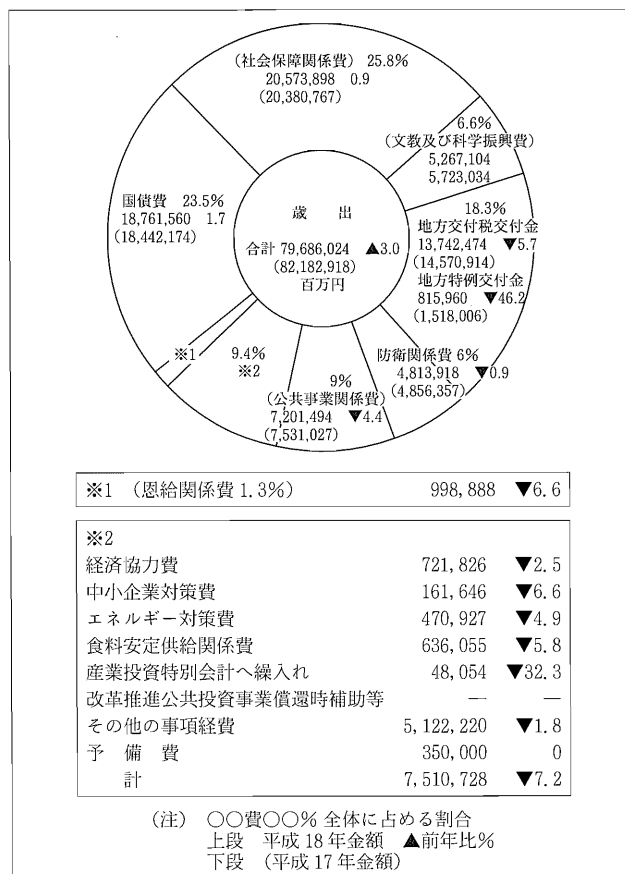 (社会保障関係費) 25.8%
20,573,898 0.9
(20,380,767)
6.6%
(文教及び科学振興費)
5,267,104
5,723,034
国債費 23.5%
18,761,560 1.7
(18,442,174)
歳 出
合計 79,686,024 ▲3.0
(82,182,918)
百万円
18.3%
地方交付税交付金
13,742,474 ▼5.7
(14,570,914)
地方特例交付金
815,960 ▼46.2
(1,518,006)
防衛関係費 6%
4,813,918 ▼0.9
(4,856,357)
※1
9.4%
※2
9%
(公共事業関係費)
7,201,494 ▼4.4
(7,531,027)
※1 (恩給関係費 1.3%) 998,888 ▼6.6
※2
経済協力費 721,826 ▼2.5
中小企業対策費 161,646 ▼6.6
エネルギー対策費 470,927 ▼4.9
食料安定供給関係費 636,055 ▼5.8
産業投資特別会計へ繰入れ 48,054 ▼32.3
改革推進公共投資事業償還時補助等 — —
その他の事項経費 5,122,220 ▼1.8
予 備 費 350,000 0
計 7,510,728 ▼7.2
(注) 〇〇費〇〇% 全体に占める割合
上段 平成18年金額 ▲前年比%
下段 (平成17年金額)